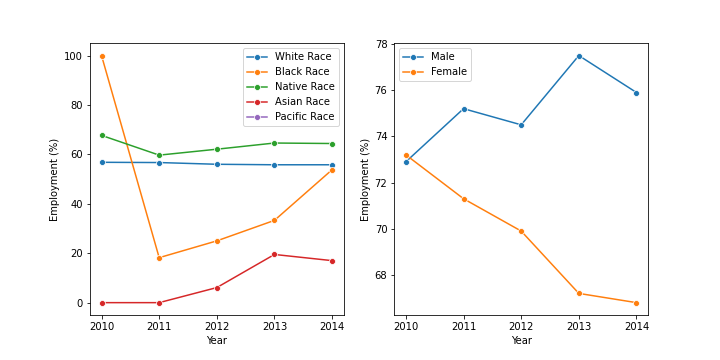 Employment (%)
100
80
60
40
20
0
2010 2011 2012 2013 2014
Year
White Race
Black Race
Native Race
Asian Race
Pacific Race
Employment (%)
78
76
74
72
70
68
2010 2011 2012 2013 2014
Year
Male
Female